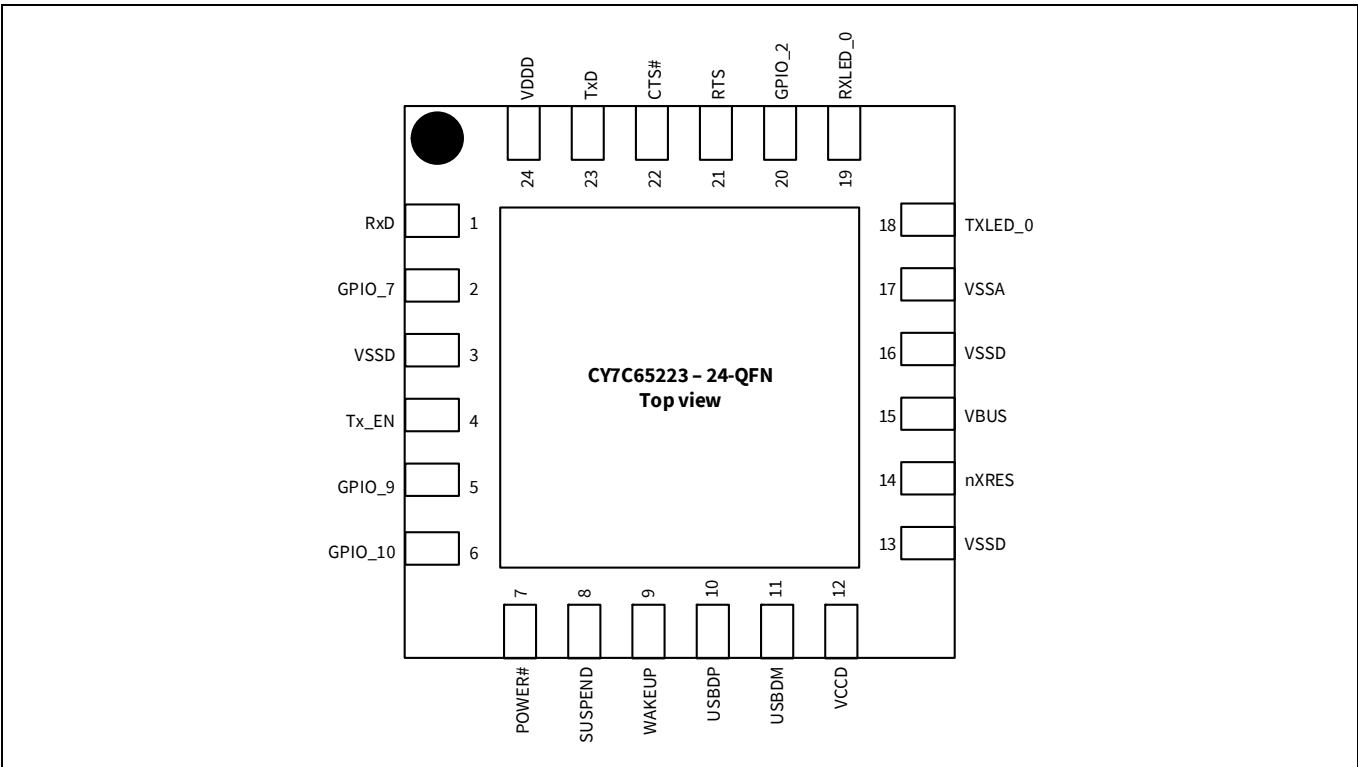 VDDD
TxD
CTS#
RTS
GPIO_2
RXLED_0
24
23
22
21
20
19
RxD 1
GPIO_7 2
VSSD 3
Tx_EN 4
GPIO_9 5
GPIO_10 6
CY7C65223 – 24-QFN
Top view
18 TXLED_0
17 VSSA
16 VSSD
15 VBUS
14 nXRES
13 VSSD
7
8
9
10
11
12
POWER#
SUSPEND
WAKEUP
USBDP
USBDM
VCCD